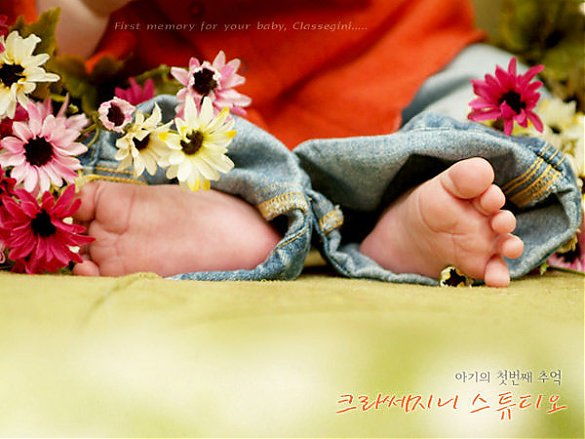 First memory for your baby, Classegini.....
아기의 첫번째 추억
크라쎄지니 스튜디오